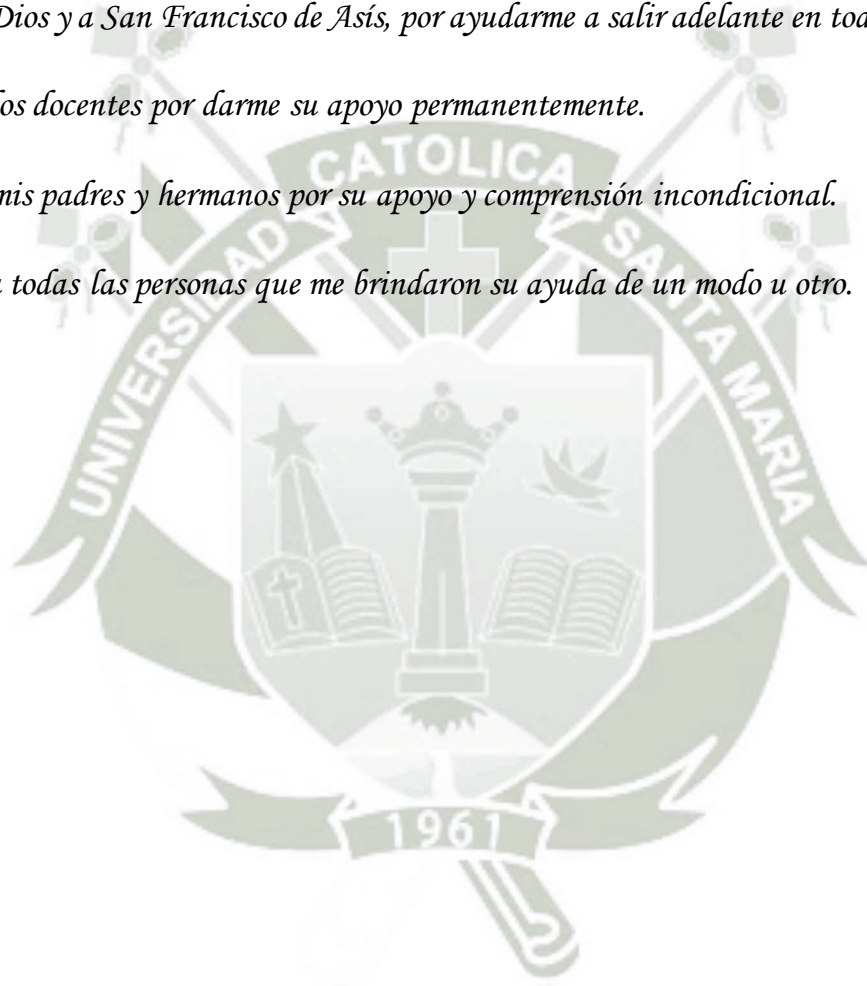 Dios y a San Francisco de Asís, por ayudarme a salir adelante en tod
os docentes por darme su apoyo permanentemente.
mis padres y hermanos por su apoyo y comprensión incondicional.
a todas las personas que me brindaron su ayuda de un modo u otro.
UNIVERSIDAD CATOLICA SANTA MARIA
1961